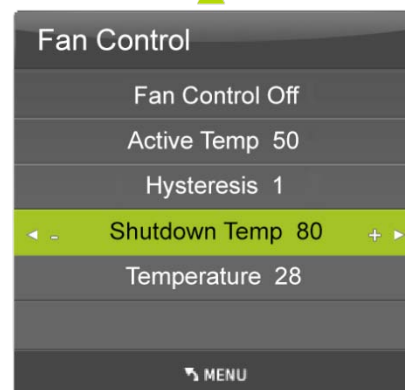 Fan Control
Fan Control Off
Active Temp 50
Hysteresis 1
- Shutdown Temp 80 +
Temperature 28
MENU